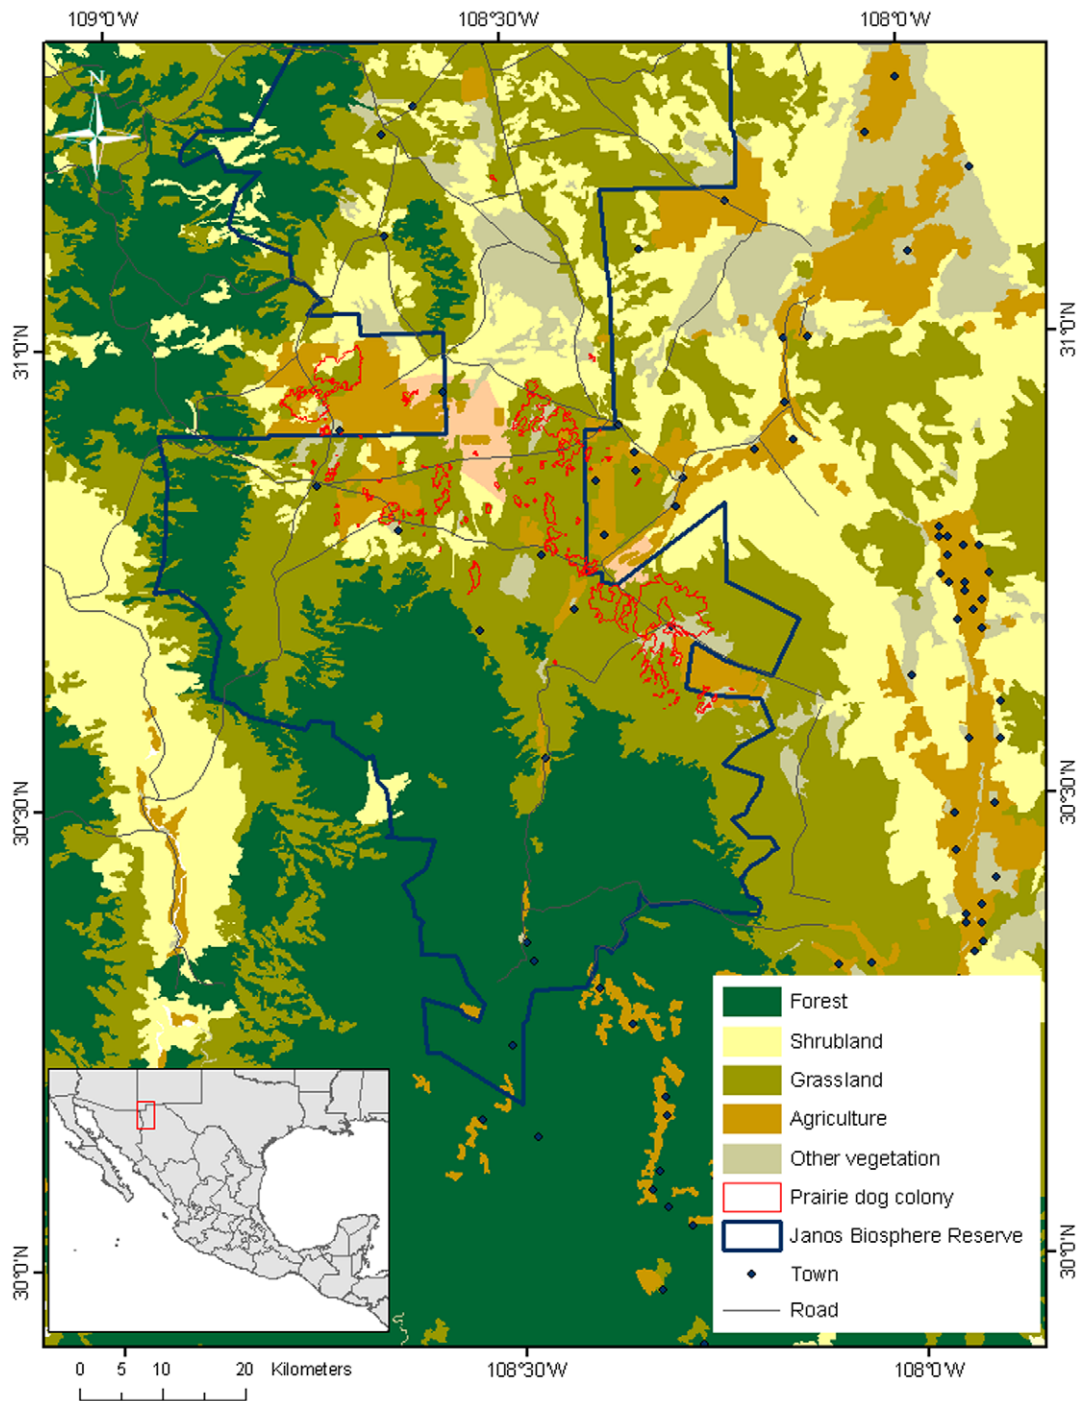 109°0'W
108°30'W
108°0'W
N
31°0'N
31°0'N
30°30'N
30°30'N
30°0'N
30°0'N
Forest
Shrubland
Grassland
Agriculture
Other vegetation
Prairie dog colony
Janos Biosphere Reserve
Town
Road
108°30'W
108°0'W
0 5 10 20 Kilometers